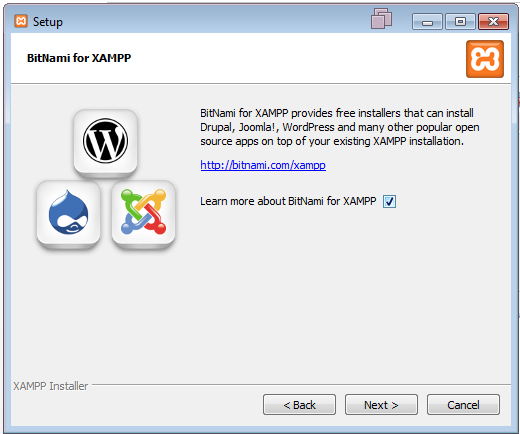 Setup
BitNami for XAMPP
BitNami for XAMPP provides free installers that can install
Drupal, Joomla!, WordPress and many other popular open
source apps on top of your existing XAMPP installation.
http://bitnami.com/xampp
Learn more about BitNami for XAMPP
XAMPP Installer
< Back
Next >
Cancel